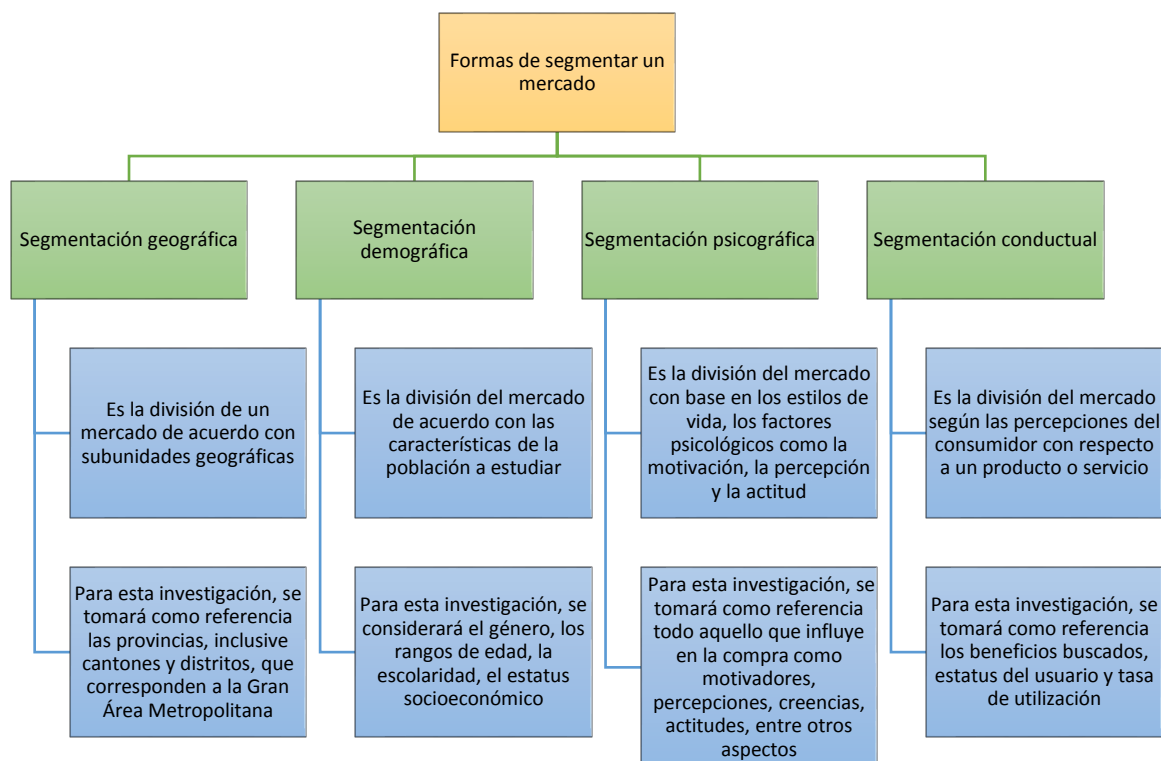 Formas de segmentar un
mercado
Segmentación geográfica
Es la división de un
mercado de acuerdo con
subunidades geográficas
Para esta investigación, se
tomará como referencia
las provincias, inclusive
cantones y distritos, que
corresponden a la Gran
Área Metropolitana
Segmentación
demográfica
Es la división del mercado
de acuerdo con las
características de la
población a estudiar
Para esta investigación, se
considerará el género, los
rangos de edad, la
escolaridad, el estatus
socioeconómico
Segmentación psicográfica
Es la división del mercado
con base en los estilos de
vida, los factores
psicológicos como la
motivación, la percepción
y la actitud
Para esta investigación, se
tomará como referencia
todo aquello que influye
en la compra como
motivadores,
percepciones, creencias,
actitudes, entre otros
aspectos
Segmentación conductual
Es la división del mercado
según las percepciones del
consumidor con respecto
a un producto o servicio
Para esta investigación, se
tomará como referencia
los beneficios buscados,
estatus del usuario y tasa
de utilización